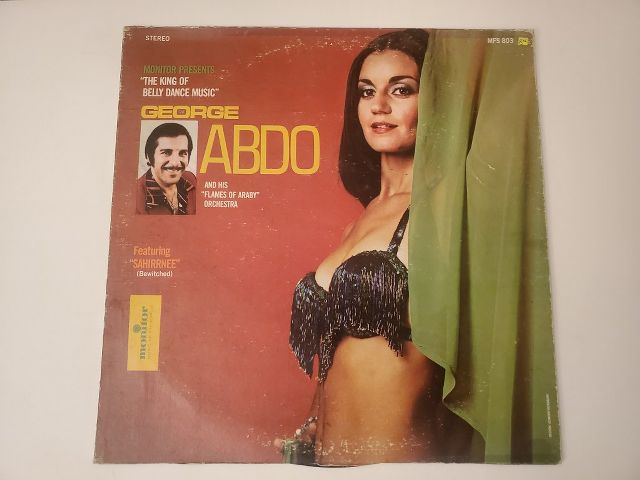 STEREO
MFS 803
MONITOR PRESENTS
"THE KING OF
BELLY DANCE MUSIC"
GEORGE
ABDO
AND HIS
"FLAMES OF ARABY"
ORCHESTRA
Featuring
"SAHIRRNEE"
(Bewitched)
monitor